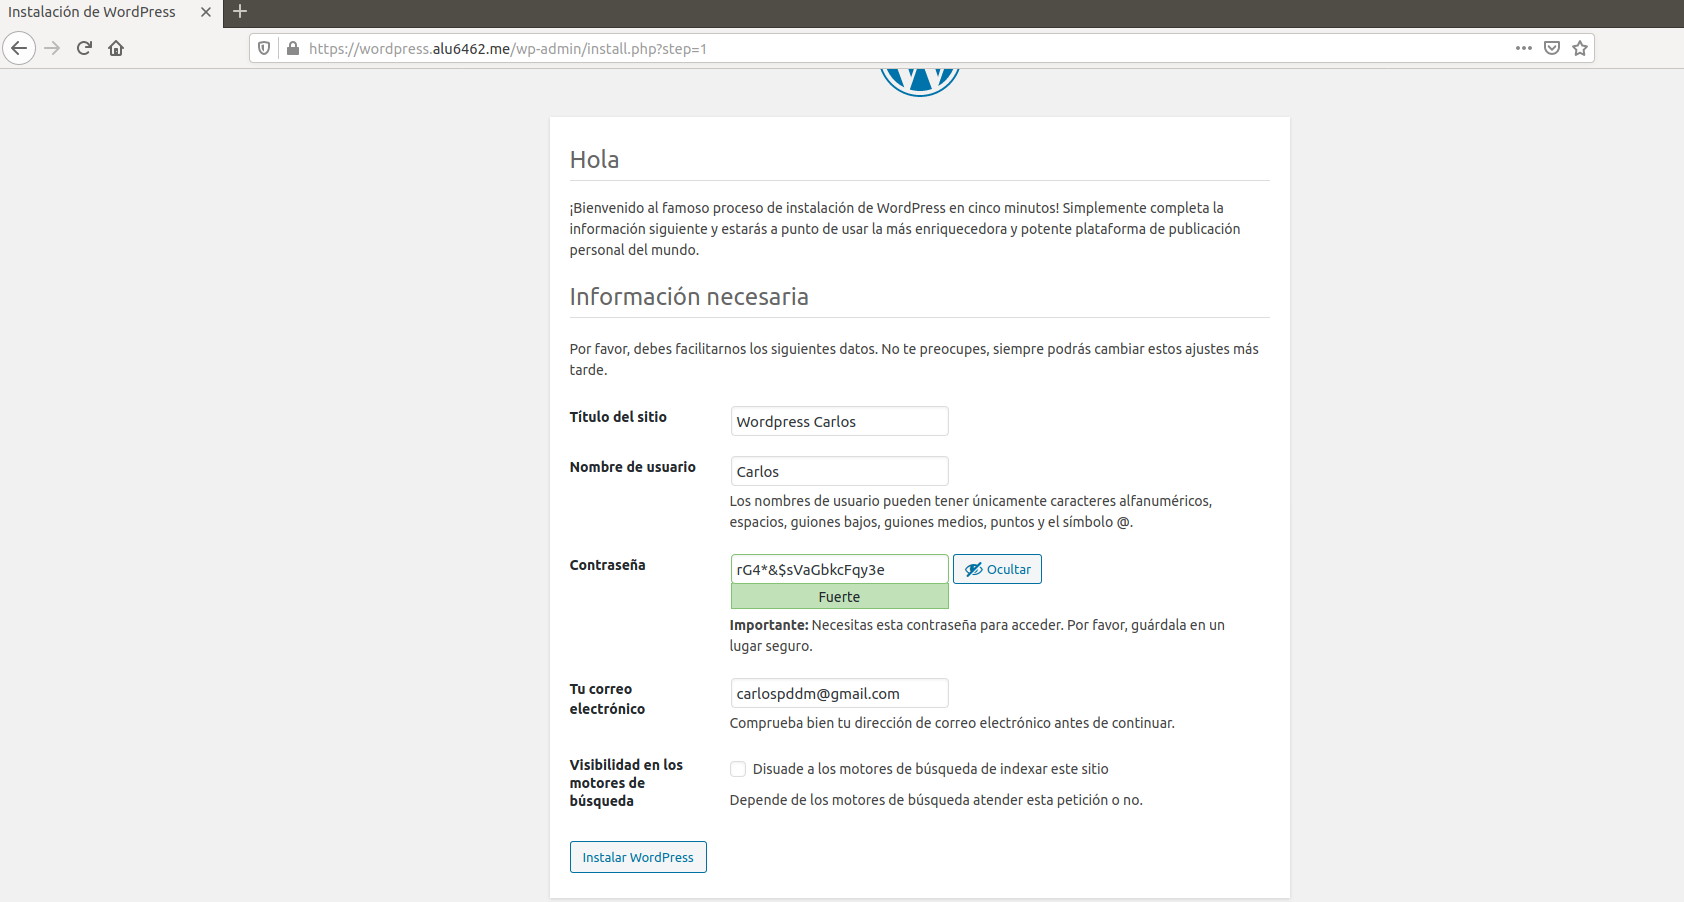 Instalación de WordPress
https://wordpress.alu6462.me/wp-admin/install.php?step=1
Hola
¡Bienvenido al famoso proceso de instalación de WordPress en cinco minutos! Simplemente completa la
información siguiente y estarás a punto de usar la más enriquecedora y potente plataforma de publicación
personal del mundo.
Información necesaria
Por favor, debes facilitarnos los siguientes datos. No te preocupes, siempre podrás cambiar estos ajustes más
tarde.
Título del sitio
Wordpress Carlos
Nombre de usuario
Carlos
Los nombres de usuario pueden tener únicamente caracteres alfanuméricos,
espacios, guiones bajos, guiones medios, puntos y el símbolo @.
Contraseña
rG4*&$sVaGbkcFqy3e
Ocultar
Fuerte
Importante: Necesitas esta contraseña para acceder. Por favor, guárdala en un
lugar seguro.
Tu correo
electrónico
carlospddm@gmail.com
Comprueba bien tu dirección de correo electrónico antes de continuar.
Visibilidad en los
motores de
búsqueda
Disuade a los motores de búsqueda de indexar este sitio
Depende de los motores de búsqueda atender esta petición o no.
Instalar WordPress